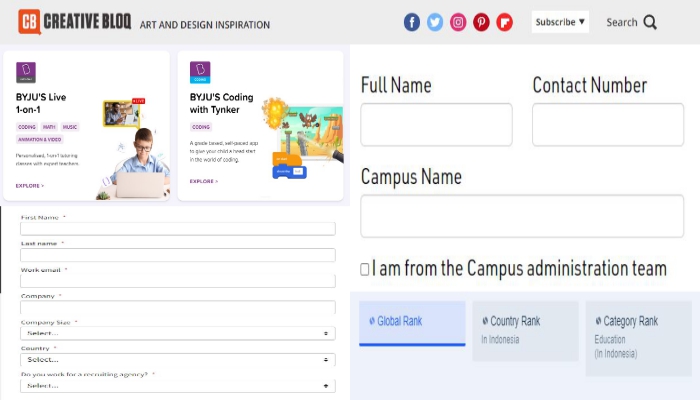 CB CREATIVE BLOQ ART AND DESIGN INSPIRATION
Subscribe ▼ Search
BYJU'S Live
1-on-1
CODING MATH MUSIC
ANIMATION & VIDEO
Personalised, 1-on-1 tutoring
classes with expert teachers.
EXPLORE >
BYJU'S Coding
with Tynker
CODING
A grade based, self-paced app
to give your child a head start
in the world of coding.
EXPLORE >
Full Name Contact Number
Campus Name
I am from the Campus administration team
First Name *
Last name *
Work email *
Company *
Company Size *
Select...
Country *
Select...
Do you work for a recruiting agency? *
Select...
Global Rank
Country Rank
In Indonesia
Category Rank
Education
(In Indonesia)